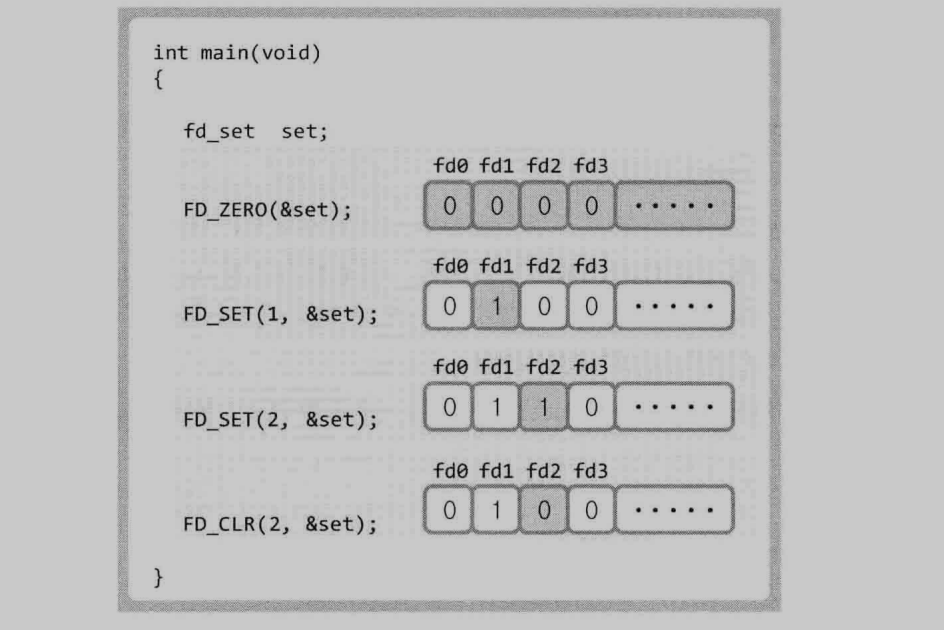 int main(void)
{
fd_set set;
fd0 fd1 fd2 fd3
FD_ZERO(&set); 0 0 0 0 ·····
fd0 fd1 fd2 fd3
FD_SET(1, &set); 0 1 0 0 ·····
fd0 fd1 fd2 fd3
FD_SET(2, &set); 0 1 1 0 ·····
fd0 fd1 fd2 fd3
FD_CLR(2, &set); 0 1 0 0 ·····
}